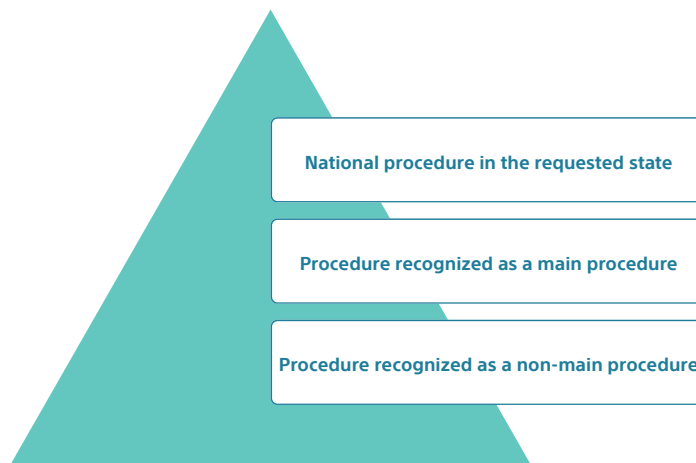 National procedure in the requested state
Procedure recognized as a main procedure
Procedure recognized as a non-main procedure